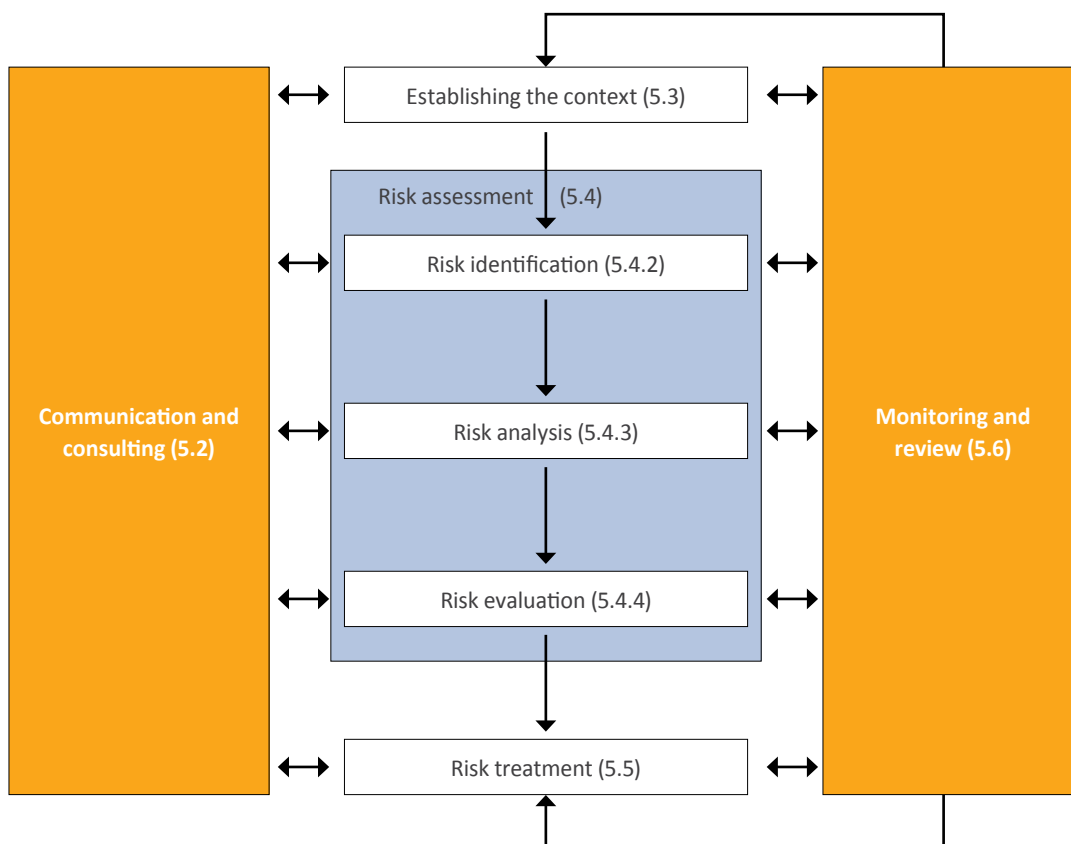 Establishing the context (5.3)
Risk assessment (5.4)
Risk identification (5.4.2)
Communication and
consulting (5.2)
Risk analysis (5.4.3)
Monitoring and
review (5.6)
Risk evaluation (5.4.4)
Risk treatment (5.5)